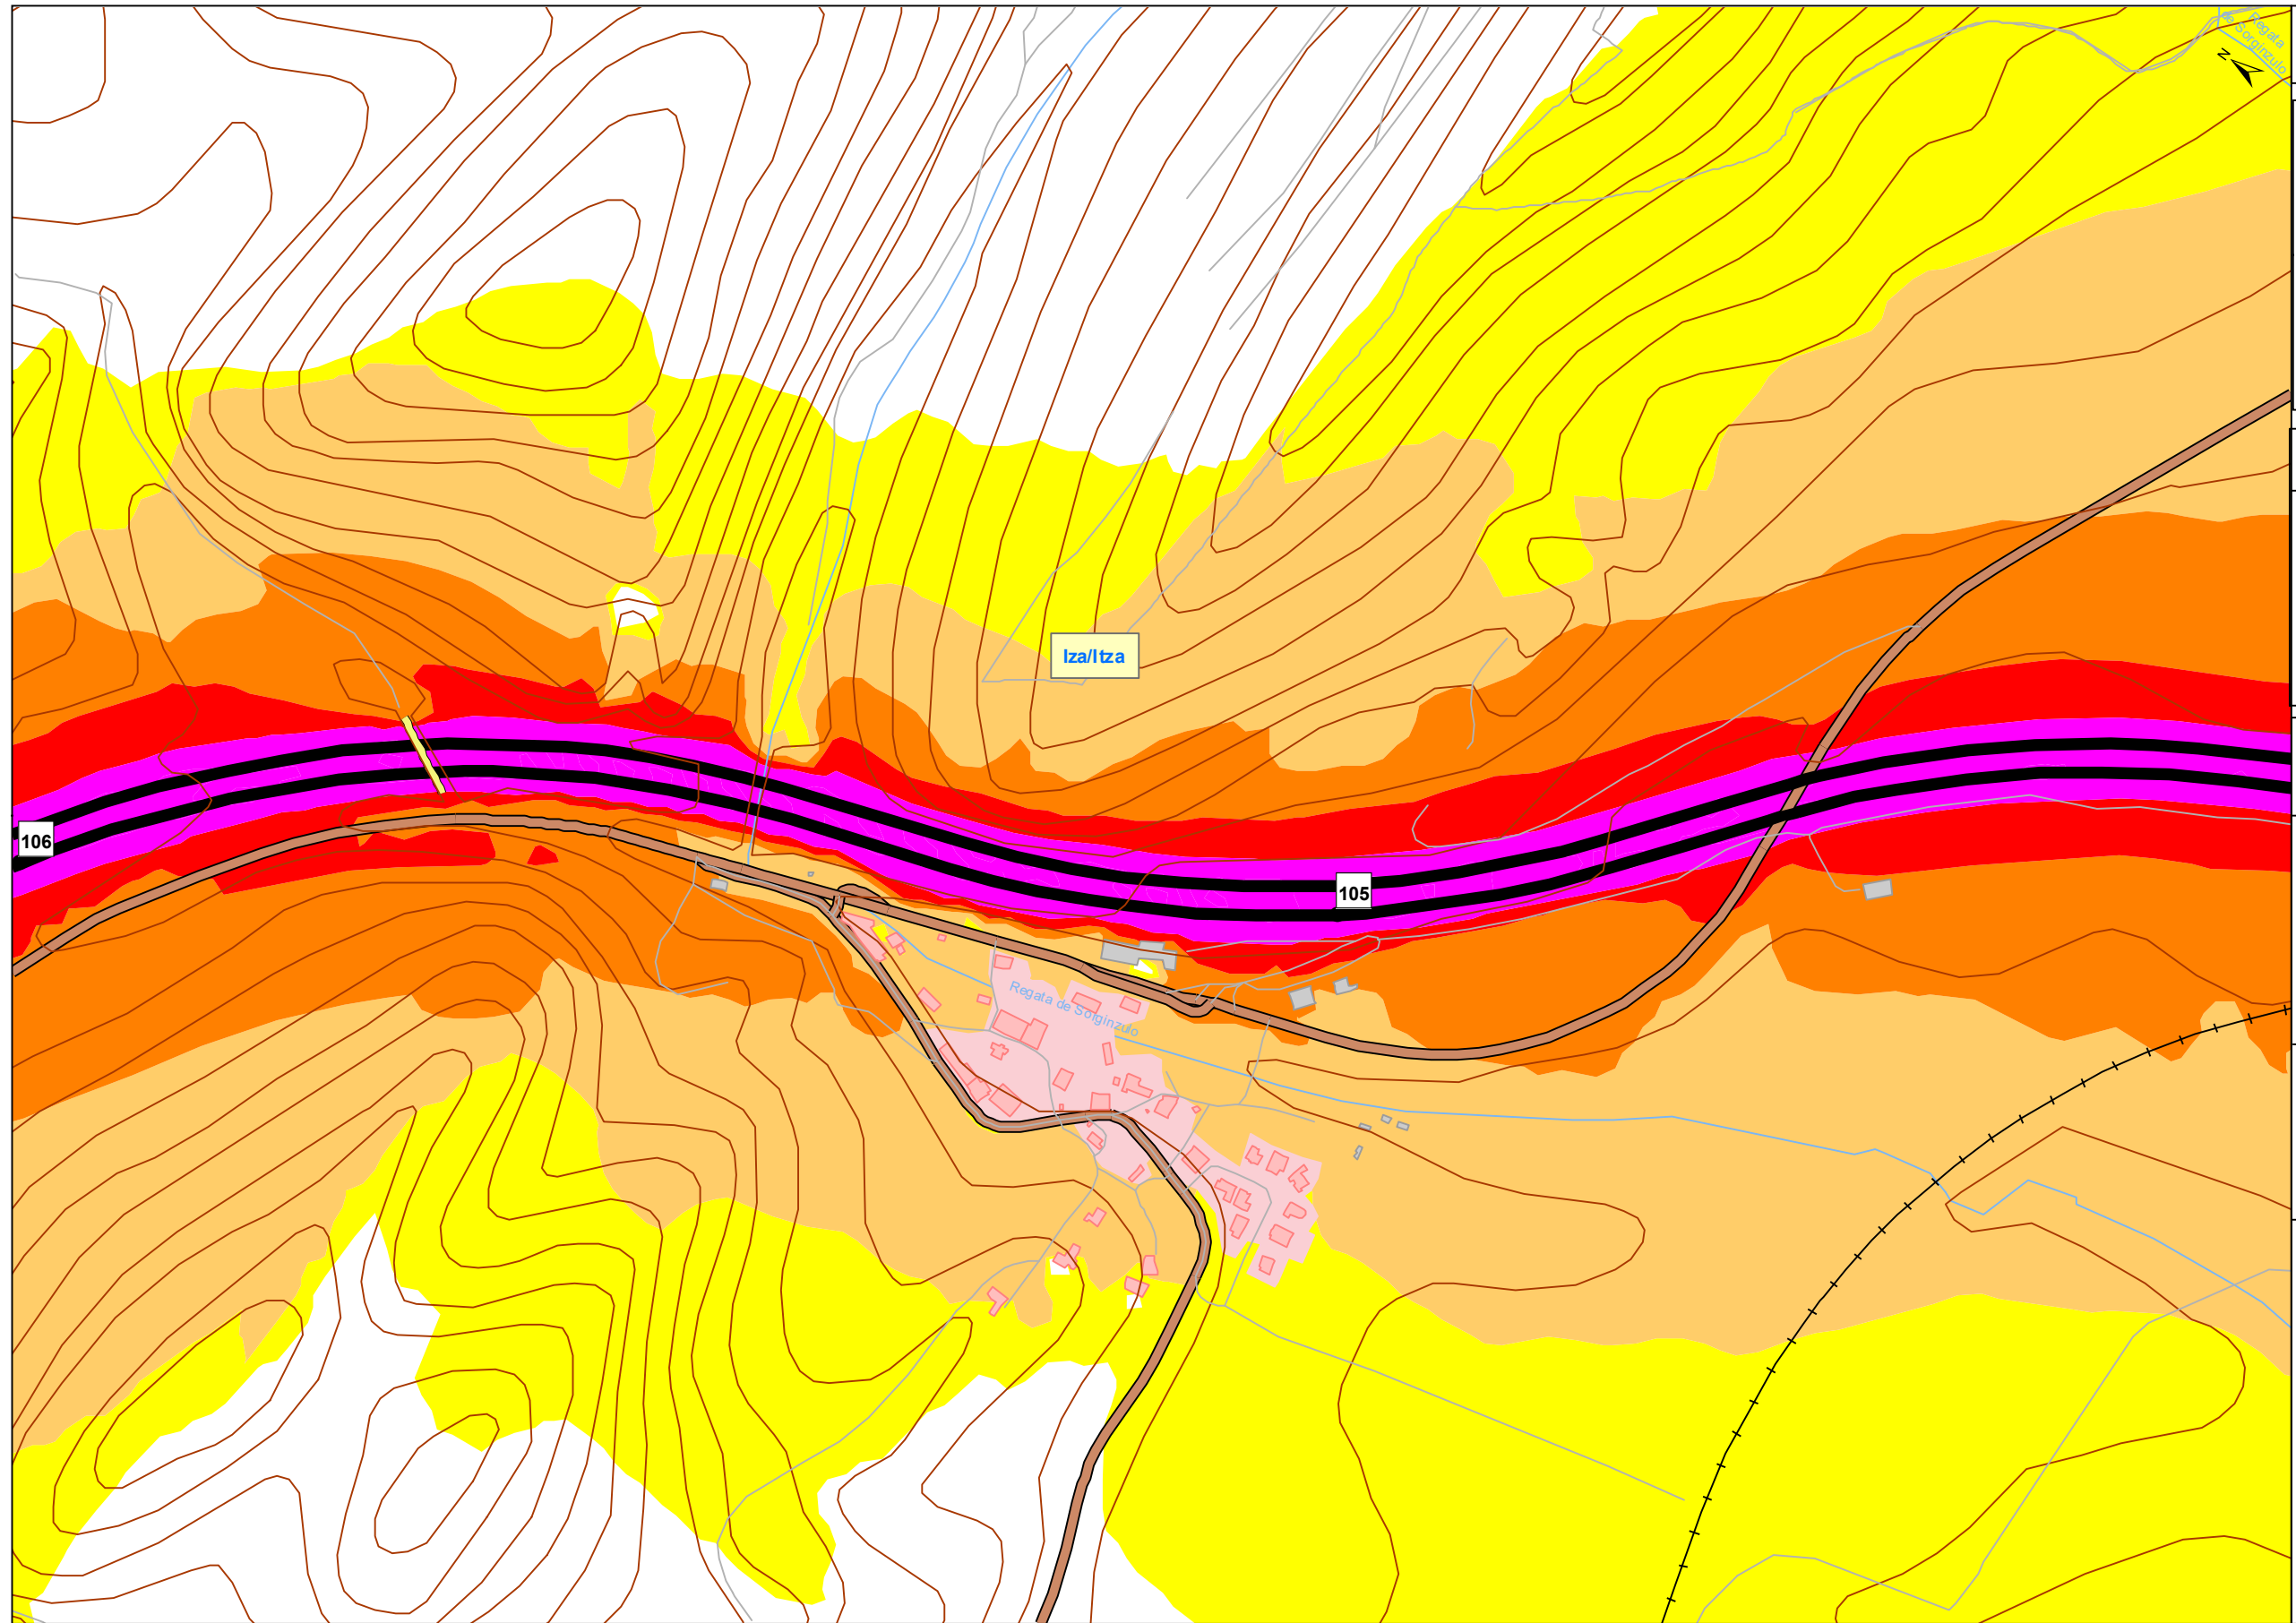 Regata
de Sorginzulo
N
Iza/Itza
106
105
Regata de Sorginzulo